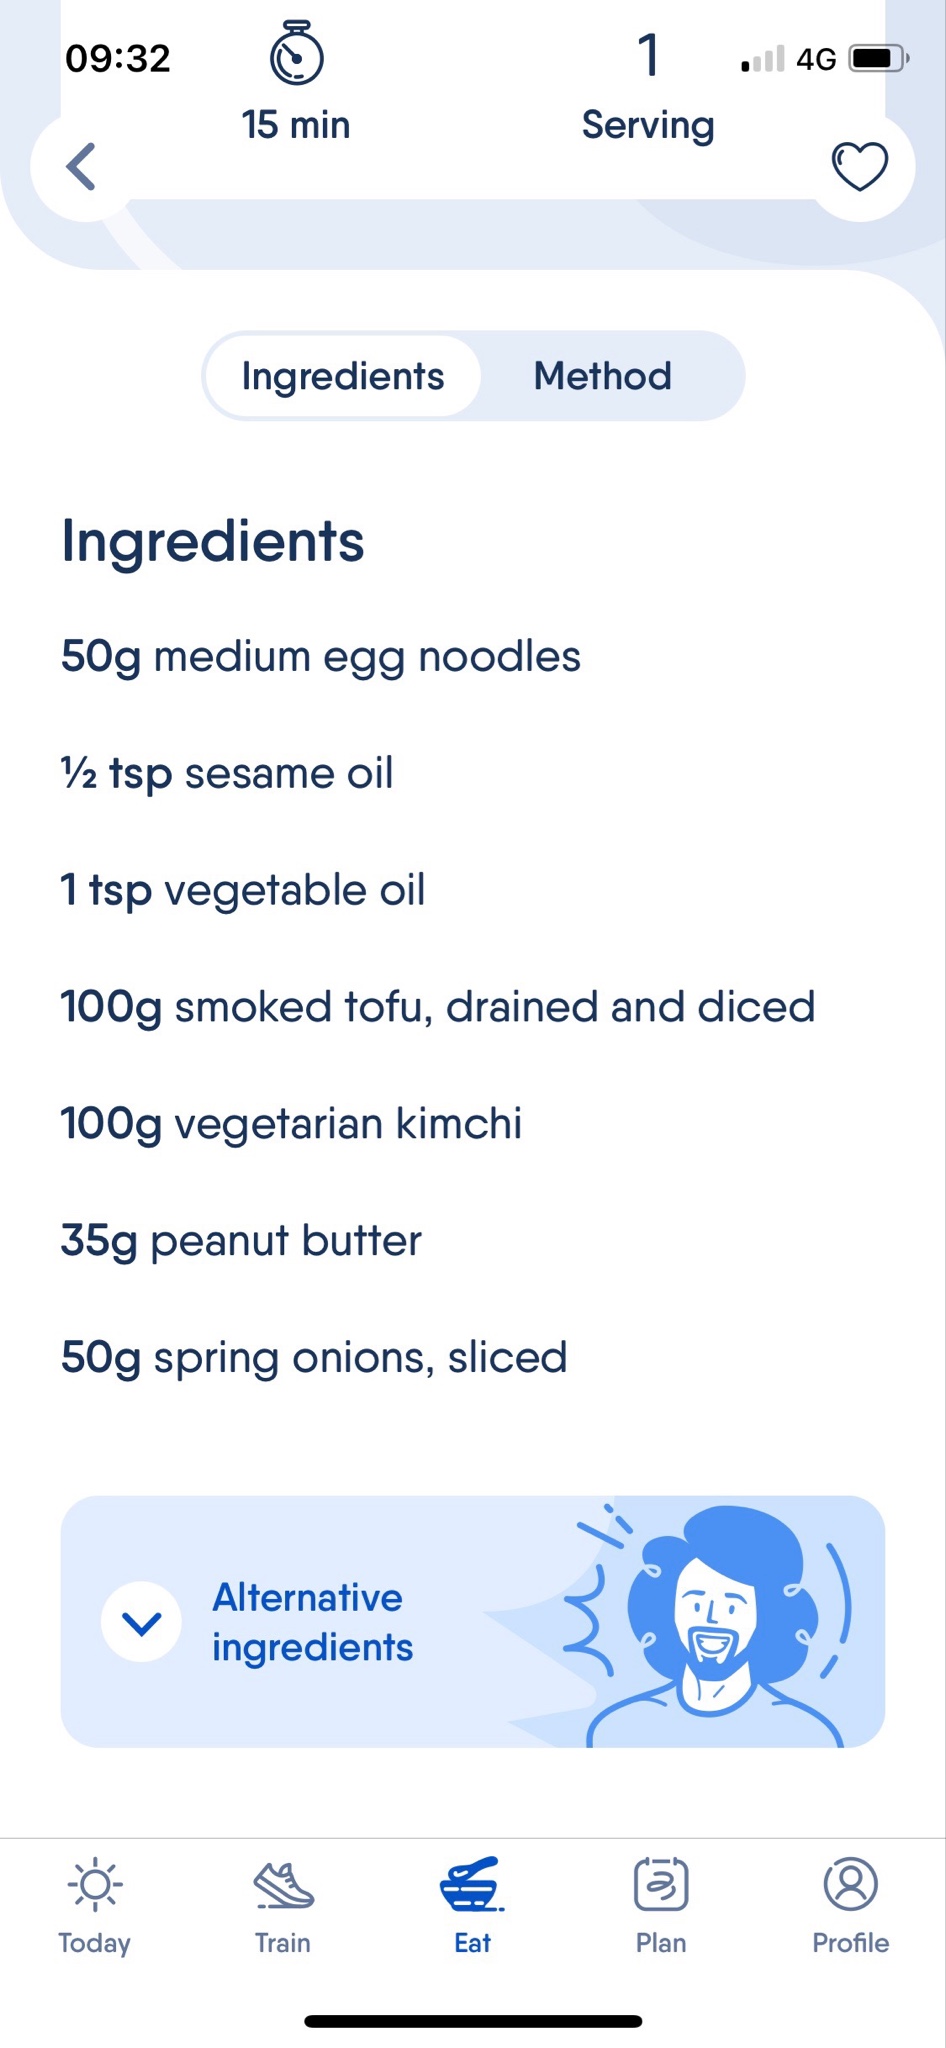 09:32
1
4G
15 min
Serving
Ingredients
Method
Ingredients
50g medium egg noodles
½ tsp sesame oil
1 tsp vegetable oil
100g smoked tofu, drained and diced
100g vegetarian kimchi
35g peanut butter
50g spring onions, sliced
Alternative
ingredients
Today
Train
Eat
Plan
Profile